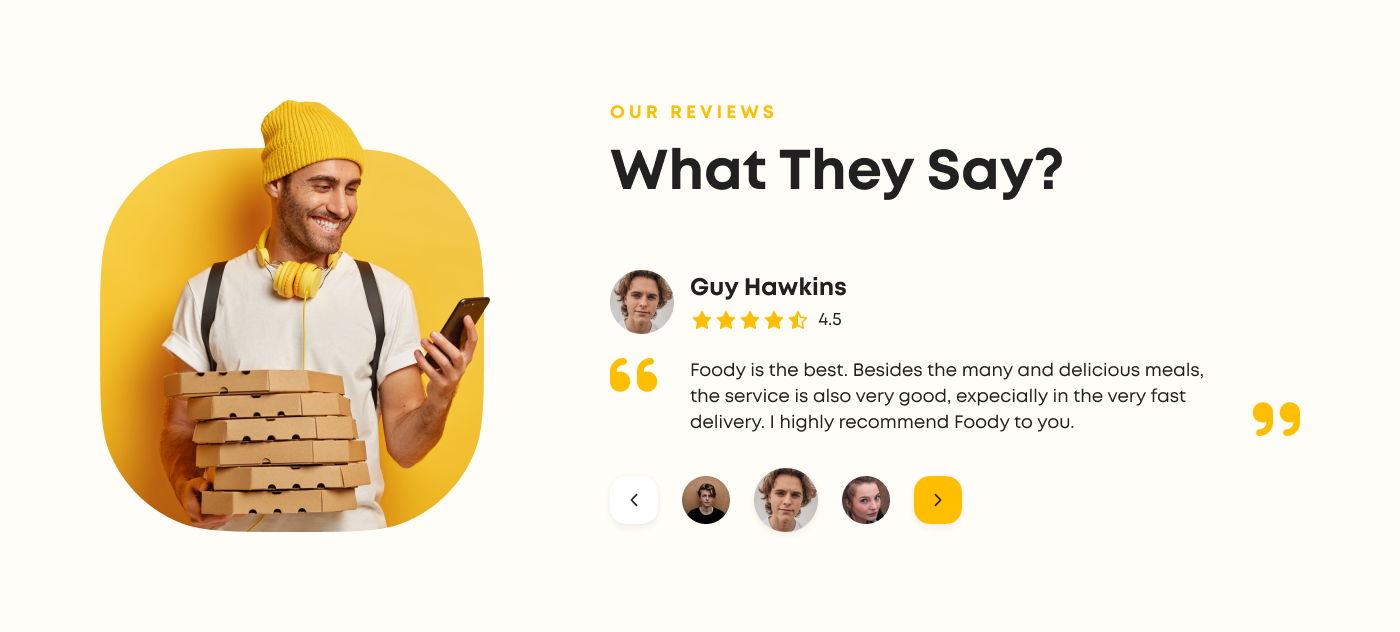 OUR REVIEWS
What They Say?
Guy Hawkins
4.5
“
Foody is the best. Besides the many and delicious meals,
the service is also very good, expecially in the very fast
delivery. I highly recommend Foody to you.
”